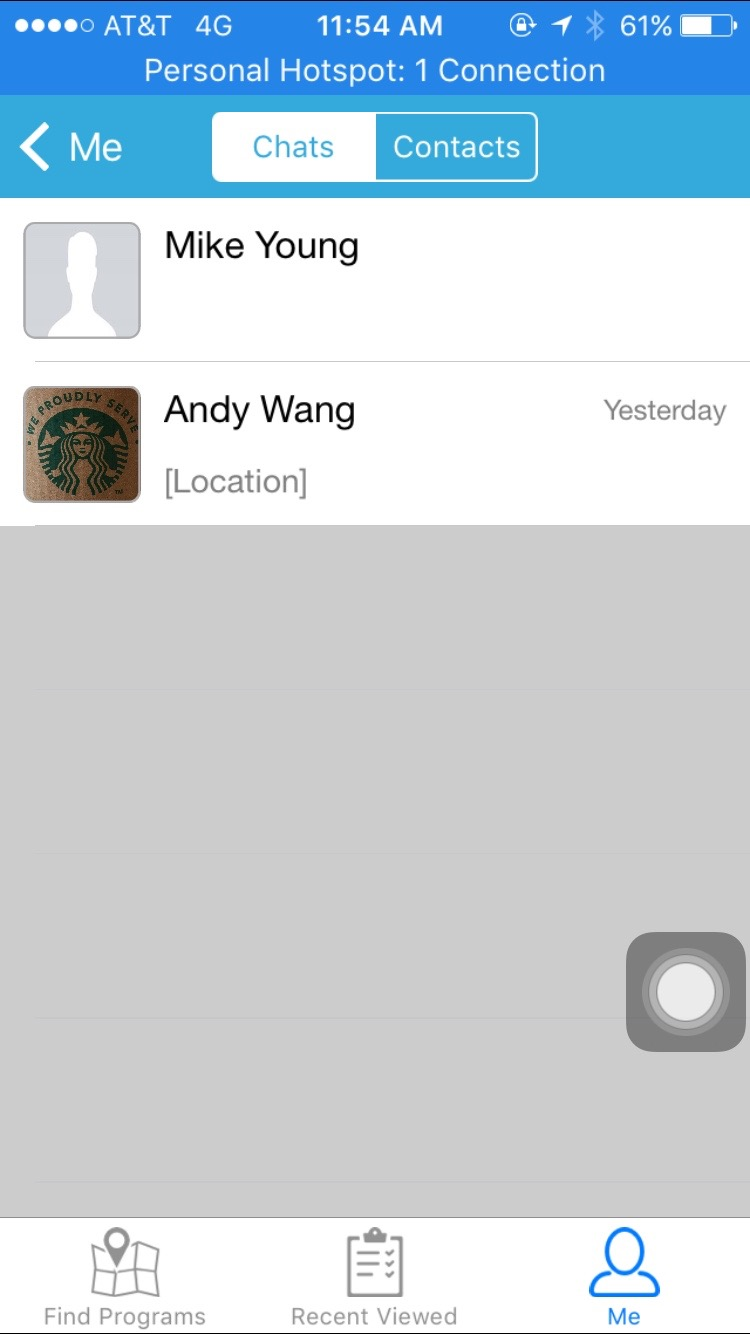 AT&T 4G 11:54 AM 61%
Personal Hotspot: 1 Connection
Me Chats Contacts
Mike Young
WE PROUDLY SERVE
TM
Andy Wang Yesterday
[Location]
Find Programs Recent Viewed Me